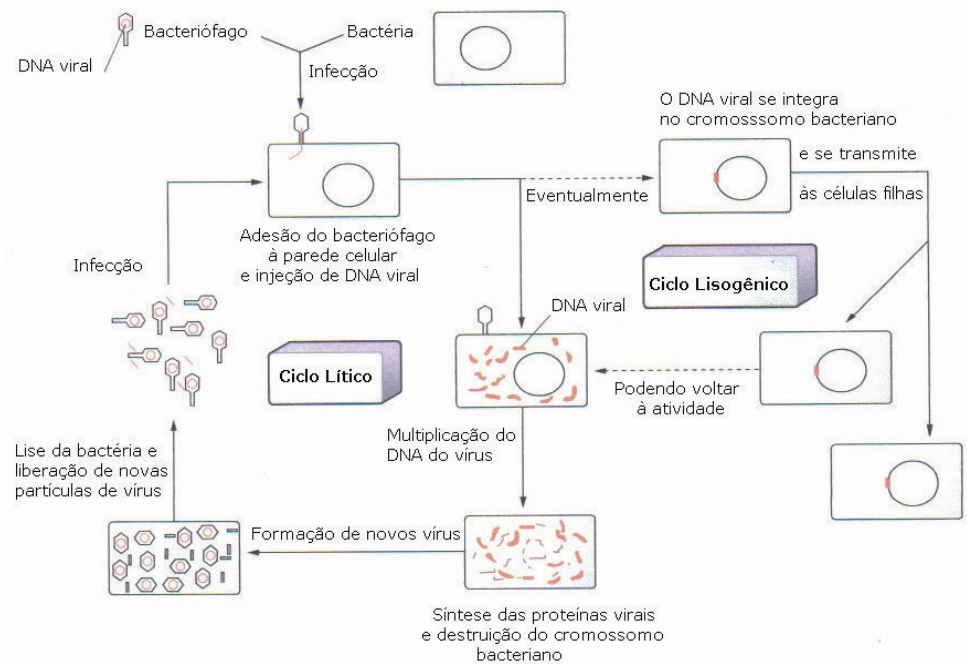 Bacteriófago
Bactéria
DNA viral
Infecção
O DNA viral se integra
no cromosssomo bacteriano
e se transmite
às células filhas
Eventualmente
Adesão do bacteriófago
à parede celular
e injeção de DNA viral
Infecção
Ciclo Lisogênico
DNA viral
Ciclo Lítico
Podendo voltar
à atividade
Multiplicação do
DNA do vírus
Lise da bactéria e
liberação de novas
partículas de vírus
Formação de novos vírus
Síntese das proteínas virais
e destruição do cromossomo
bacteriano